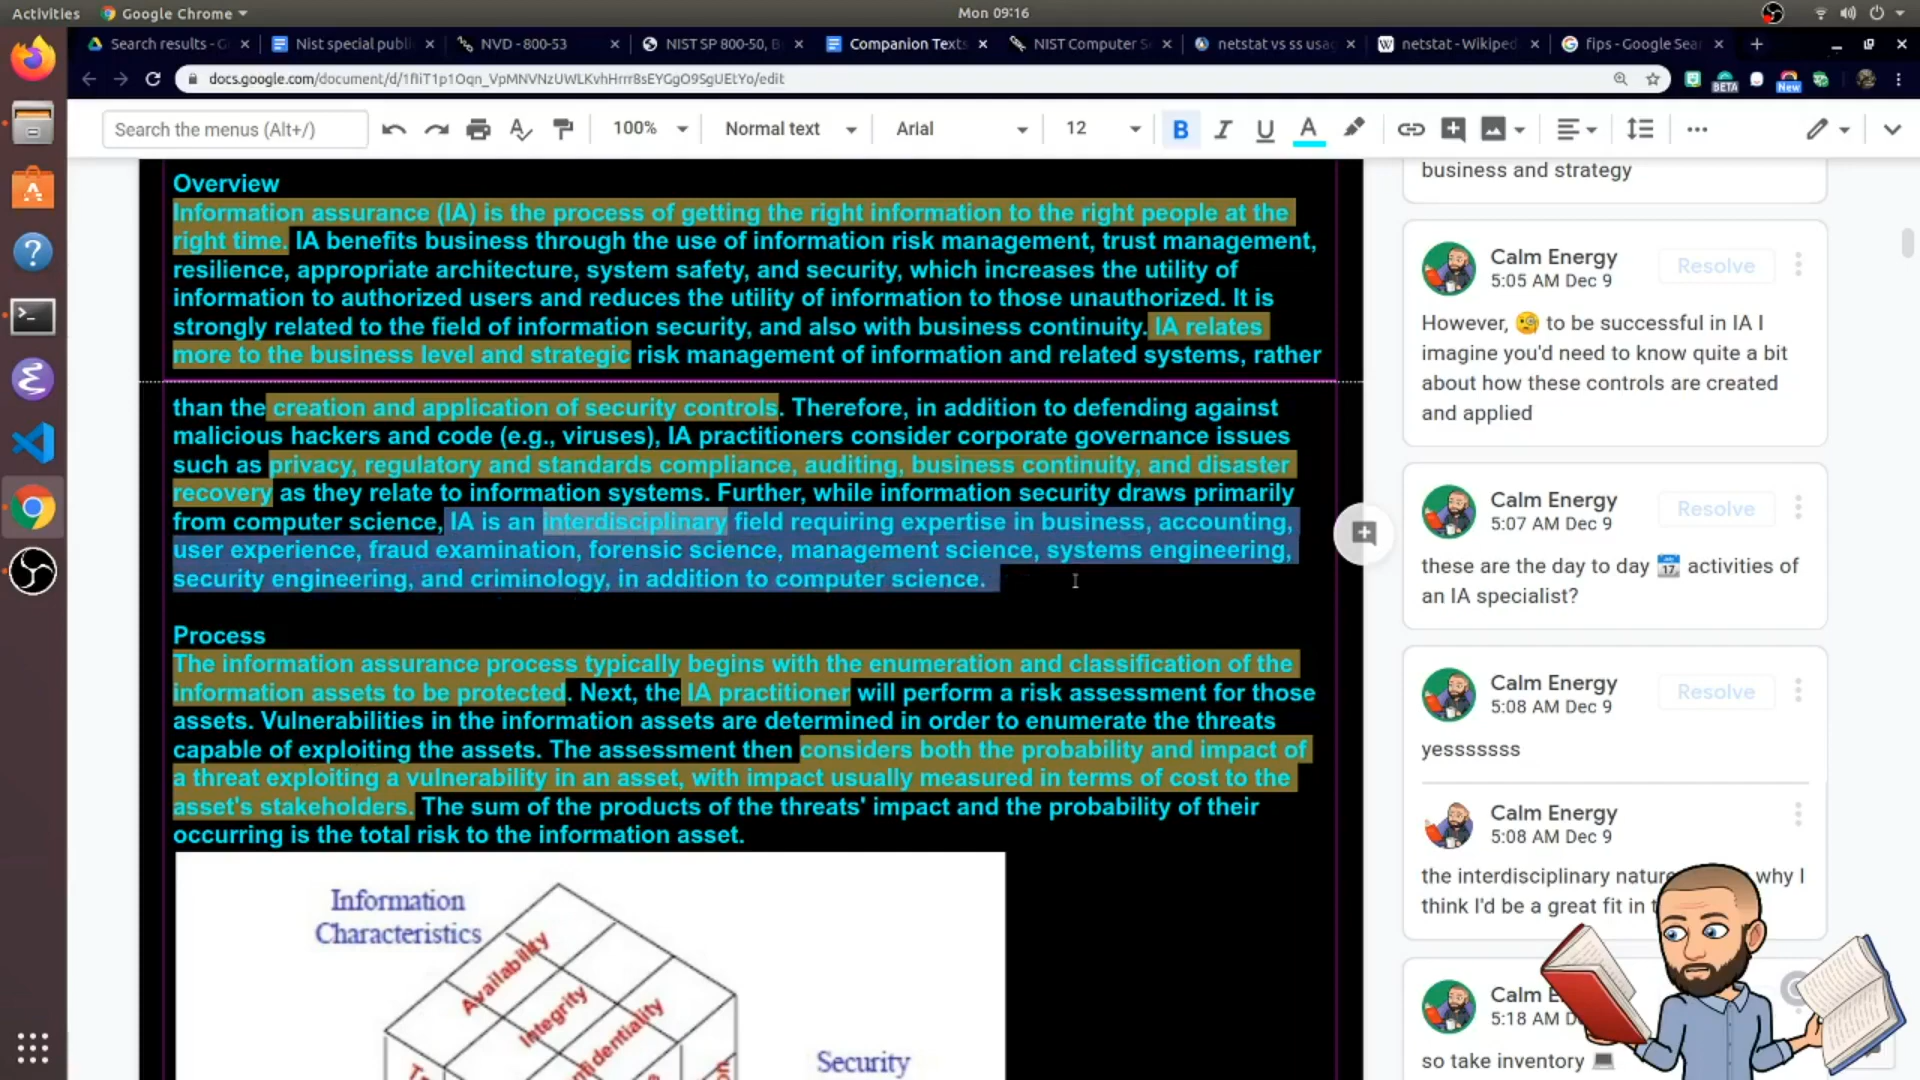 Activities
Google Chrome
Mon 09:16
Search results - G
Nist special publi
NVD - 800-53
NIST SP 800-50, B
Companion Texts
NIST Computer S
netstat vs ss usag
netstat - Wikiped
fips - Google Sear
docs.google.com/document/d/1fIiT1p1Oqn_VpMNVNzUWLKvhHrrr8sEYGgO9SgUEtYo/edit
BETA
New
Search the menus (Alt+/)
100%
Normal text
Arial
12
B
I
U
A
Overview
Information assurance (IA) is the process of getting the right information to the right people at the
right time. IA benefits business through the use of information risk management, trust management,
resilience, appropriate architecture, system safety, and security, which increases the utility of
information to authorized users and reduces the utility of information to those unauthorized. It is
strongly related to the field of information security, and also with business continuity. IA relates
more to the business level and strategic risk management of information and related systems, rather
than the creation and application of security controls. Therefore, in addition to defending against
malicious hackers and code (e.g., viruses), IA practitioners consider corporate governance issues
such as privacy, regulatory and standards compliance, auditing, business continuity, and disaster
recovery as they relate to information systems. Further, while information security draws primarily
from computer science, IA is an interdisciplinary field requiring expertise in business, accounting,
user experience, fraud examination, forensic science, management science, systems engineering,
security engineering, and criminology, in addition to computer science.
Process
The information assurance process typically begins with the enumeration and classification of the
information assets to be protected. Next, the IA practitioner will perform a risk assessment for those
assets. Vulnerabilities in the information assets are determined in order to enumerate the threats
capable of exploiting the assets. The assessment then considers both the probability and impact of
a threat exploiting a vulnerability in an asset, with impact usually measured in terms of cost to the
asset's stakeholders. The sum of the products of the threats' impact and the probability of their
occurring is the total risk to the information asset.
Information
Characteristics
Availability
Integrity
nfidentiality
Security
business and strategy
Calm Energy
Resolve
5:05 AM Dec 9
However, 🧐 to be successful in IA I
imagine you'd need to know quite a bit
about how these controls are created
and applied
Calm Energy
Resolve
5:07 AM Dec 9
these are the day to day 📅 activities of
an IA specialist?
Calm Energy
Resolve
5:08 AM Dec 9
yesssssss
Calm Energy
5:08 AM Dec 9
the interdisciplinary nature why I
think I'd be a great fit in t
Calm E
5:18 AM D
so take inventory 💻